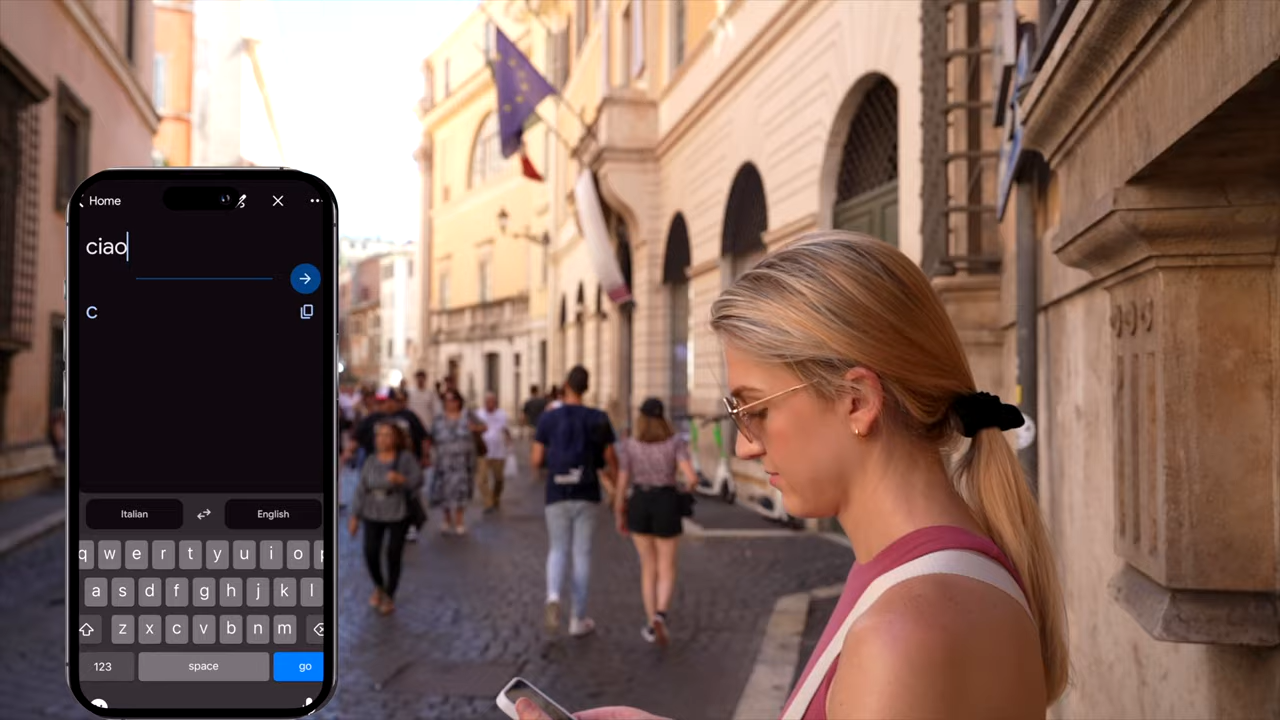 Home
ciao
C
Italian English
q w e r t y u i o p
a s d f g h j k l
z x c v b n m
123 space go